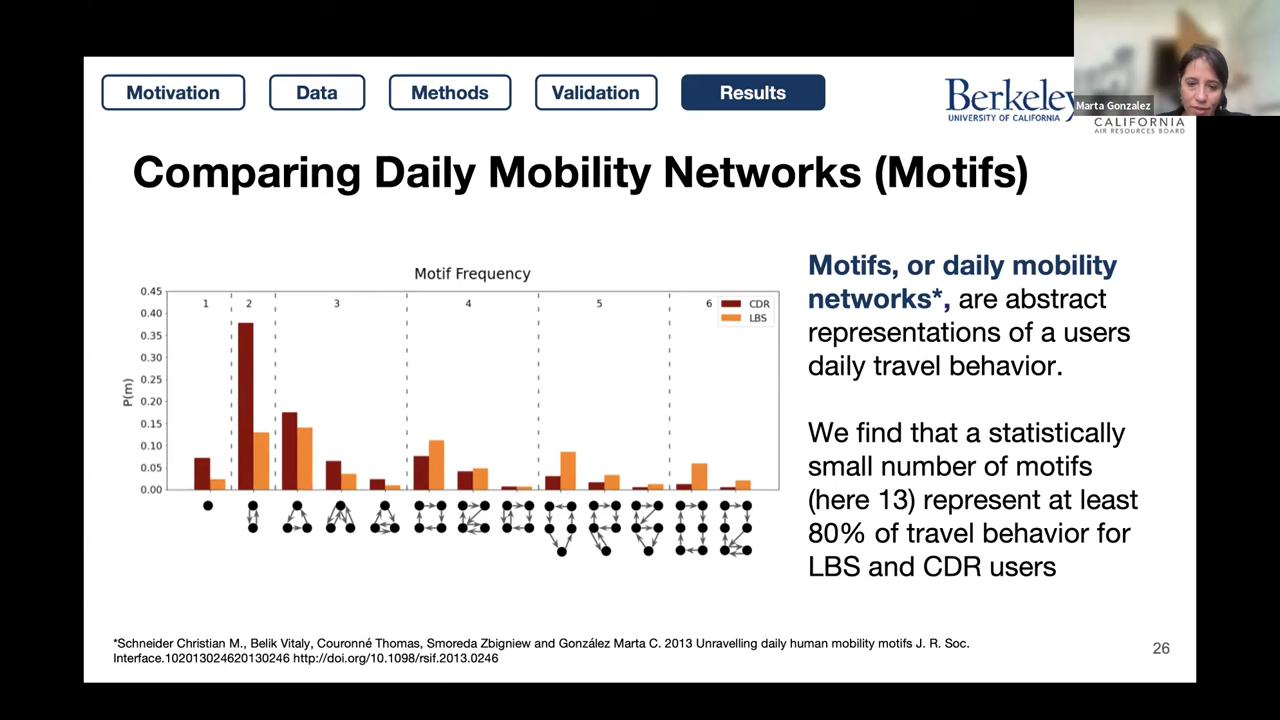 Motivation
Data
Methods
Validation
Results
Berkeley
UNIVERSITY OF CALIFORNIA
Marta Gonzalez
CALIFORNIA
AIR RESOURCES BOARD
Comparing Daily Mobility Networks (Motifs)
Motif Frequency
P(m)
0.45
0.40
0.35
0.30
0.25
0.20
0.15
0.10
0.05
0.00
1
2
3
4
5
6
CDR
LBS
Motifs, or daily mobility
networks*, are abstract
representations of a users
daily travel behavior.
We find that a statistically
small number of motifs
(here 13) represent at least
80% of travel behavior for
LBS and CDR users
*Schneider Christian M., Belik Vitaly, Couronné Thomas, Smoreda Zbigniew and González Marta C. 2013 Unravelling daily human mobility motifs J. R. Soc.
Interface.102013024620130246 http://doi.org/10.1098/rsif.2013.0246
26